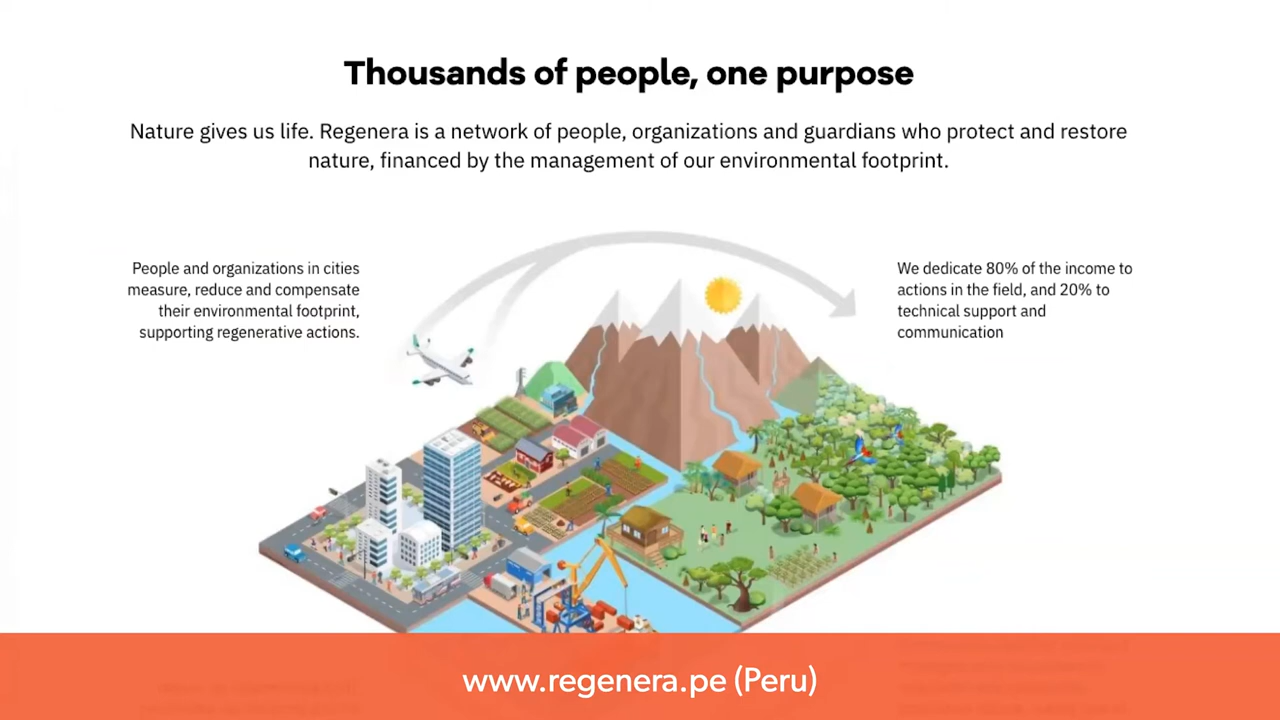 Thousands of people, one purpose
Nature gives us life. Regenera is a network of people, organizations and guardians who protect and restore
nature, financed by the management of our environmental footprint.
People and organizations in cities
measure, reduce and compensate
their environmental footprint,
supporting regenerative actions.
We dedicate 80% of the income to
actions in the field, and 20% to
technical support and
communication
www.regenera.pe (Peru)